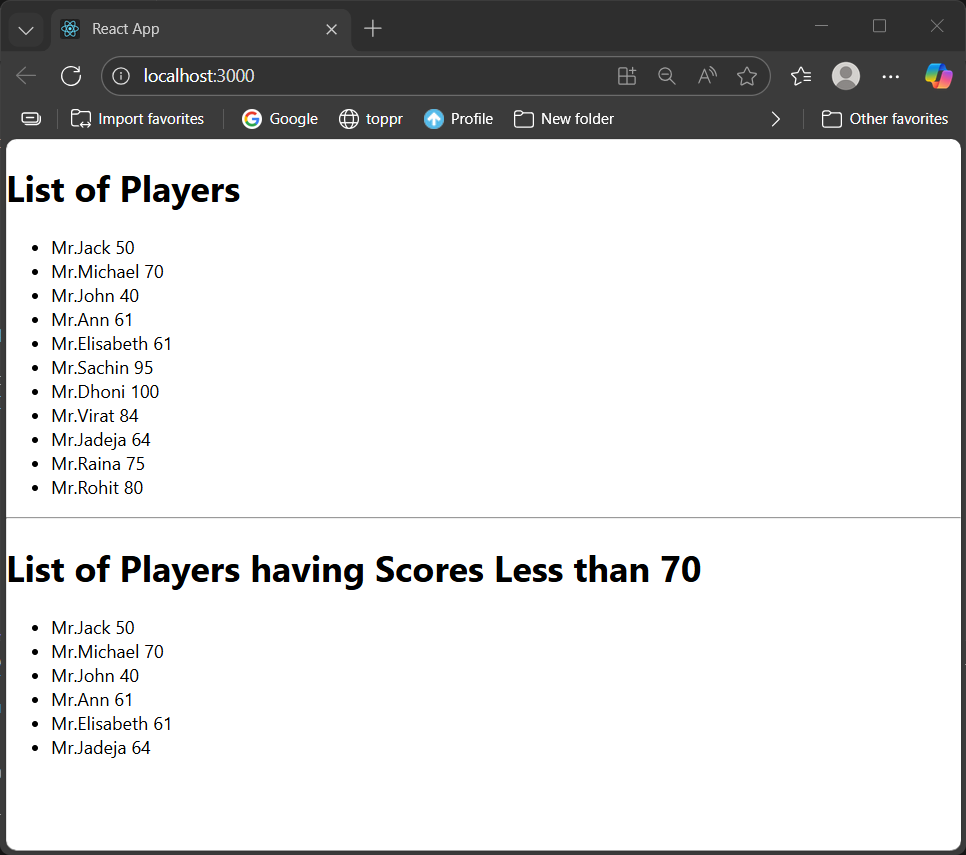 React App
localhost:3000
Import favorites Google toppr Profile New folder Other favorites
List of Players
Mr.Jack 50
Mr.Michael 70
Mr.John 40
Mr.Ann 61
Mr.Elisabeth 61
Mr.Sachin 95
Mr.Dhoni 100
Mr.Virat 84
Mr.Jadeja 64
Mr.Raina 75
Mr.Rohit 80
List of Players having Scores Less than 70
Mr.Jack 50
Mr.Michael 70
Mr.John 40
Mr.Ann 61
Mr.Elisabeth 61
Mr.Jadeja 64